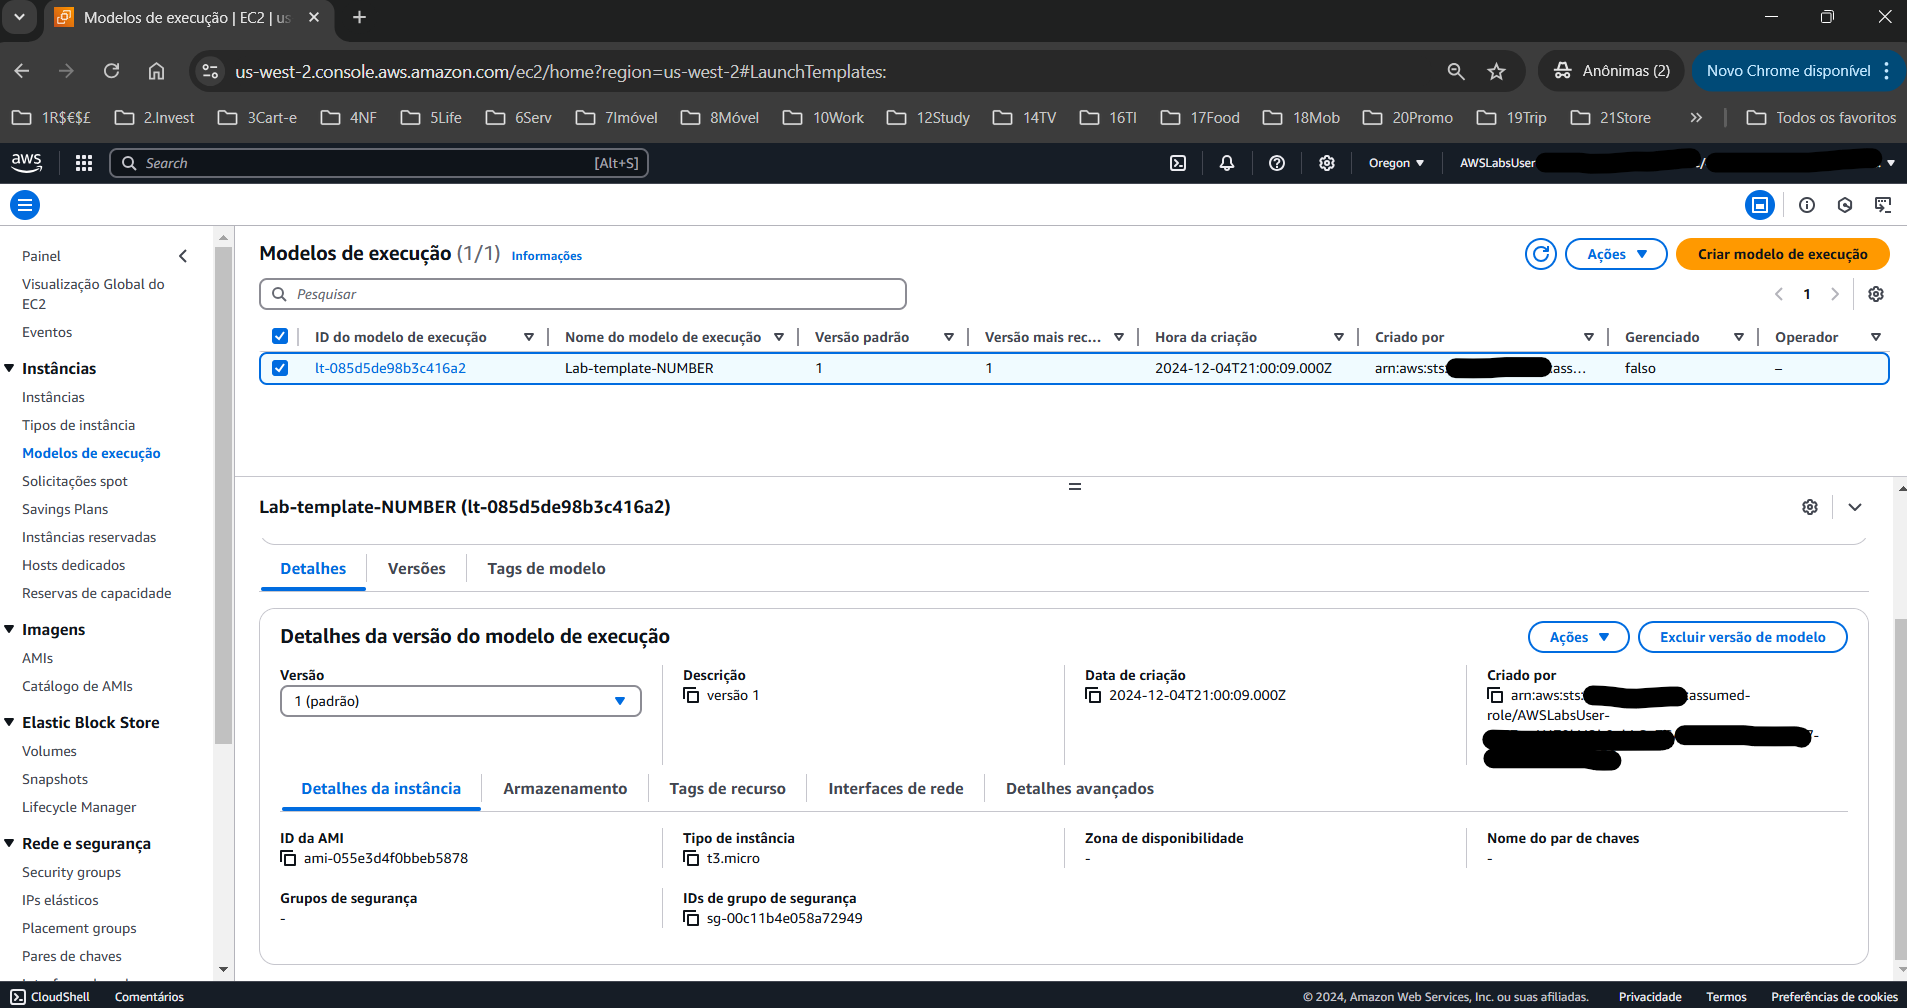 Modelos de execução | EC2 | us
us-west-2.console.aws.amazon.com/ec2/home?region=us-west-2#LaunchTemplates:
Anônimas (2)
Novo Chrome disponível
1R$€$£
2.Invest
3Cart-e
4NF
5Life
6Serv
7Imóvel
8Móvel
10Work
12Study
14TV
16TI
17Food
18Mob
20Promo
19Trip
21Store
Todos os favoritos
aws
Search
[Alt+S]
Oregon
AWSLabsUser
/
Painel
Visualização Global do
EC2
Eventos
Instâncias
Instâncias
Tipos de instância
Modelos de execução
Solicitações spot
Savings Plans
Instâncias reservadas
Hosts dedicados
Reservas de capacidade
Imagens
AMIs
Catálogo de AMIs
Elastic Block Store
Volumes
Snapshots
Lifecycle Manager
Rede e segurança
Security groups
IPs elásticos
Placement groups
Pares de chaves
Modelos de execução (1/1) Informações
Ações
Criar modelo de execução
Pesquisar
1
ID do modelo de execução
Nome do modelo de execução
Versão padrão
Versão mais rec...
Hora da criação
Criado por
Gerenciado
Operador
lt-085d5de98b3c416a2
Lab-template-NUMBER
1
1
2024-12-04T21:00:09.000Z
arn:aws:sts: :ass...
falso
–
Lab-template-NUMBER (lt-085d5de98b3c416a2)
Detalhes
Versões
Tags de modelo
Detalhes da versão do modelo de execução
Ações
Excluir versão de modelo
Versão
1 (padrão)
Descrição
versão 1
Data de criação
2024-12-04T21:00:09.000Z
Criado por
arn:aws:sts: :assumed-
role/AWSLabsUser-
Detalhes da instância
Armazenamento
Tags de recurso
Interfaces de rede
Detalhes avançados
ID da AMI
ami-055e3d4f0bbeb5878
Tipo de instância
t3.micro
Zona de disponibilidade
-
Nome do par de chaves
-
Grupos de segurança
-
IDs de grupo de segurança
sg-00c11b4e058a72949
CloudShell
Comentários
© 2024, Amazon Web Services, Inc. ou suas afiliadas.
Privacidade
Termos
Preferências de cookies